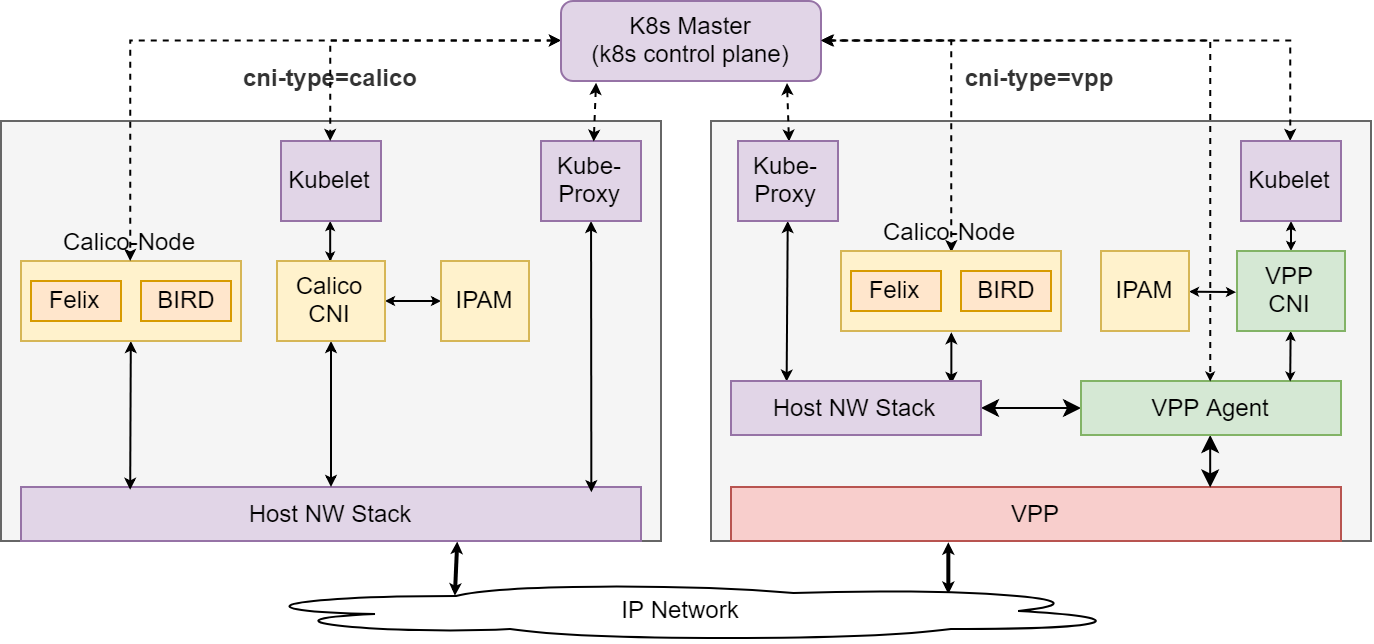 K8s Master
(k8s control plane)
cni-type=calico
cni-type=vpp
Kubelet
Kube-
Proxy
Calico-Node
Felix
BIRD
Calico
CNI
IPAM
Host NW Stack
Kube-
Proxy
Kubelet
Calico-Node
Felix
BIRD
IPAM
VPP
CNI
Host NW Stack
VPP Agent
VPP
IP Network